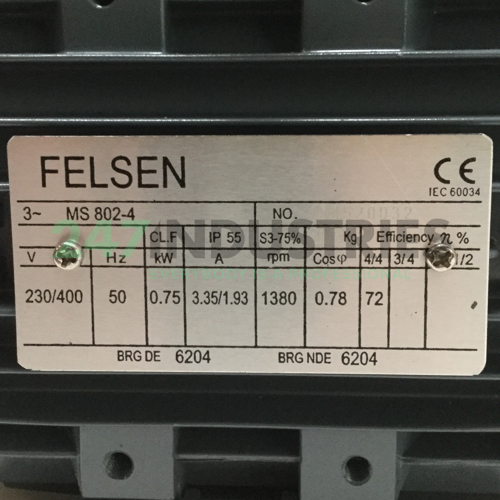 FELSEN
CE
IEC 60034
3~ MS 802-4 NO.
247 INDUSTRIES
CL.F IP 55 S3-75% Kg Efficiency η %
V Hz kW A rpm Cosφ 4/4 3/4 1/2
230/400 50 0.75 3.35/1.93 1380 0.78 72
BRG DE 6204 BRG NDE 6204